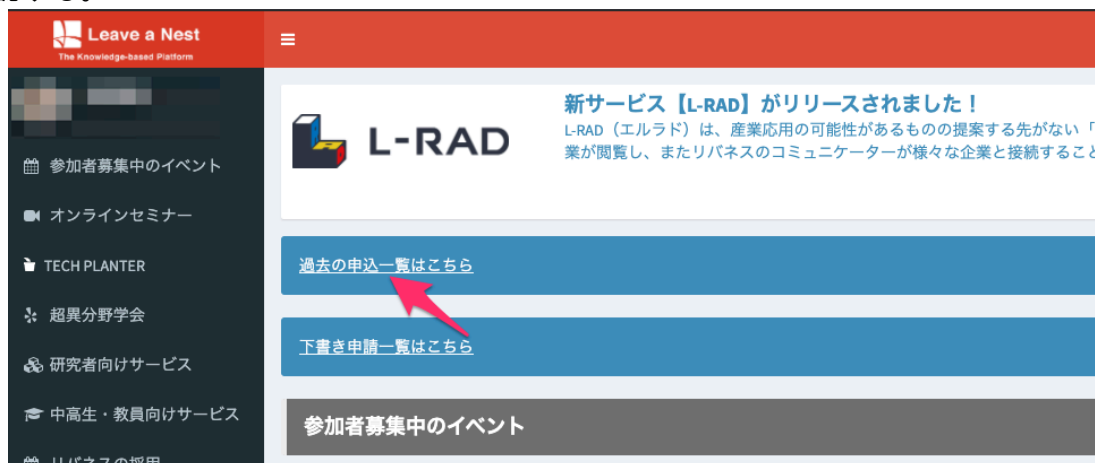 Leave a Nest
The Knowledge-based Platform
参加者募集中のイベント
オンラインセミナー
TECH PLANTER
超異分野学会
研究者向けサービス
中高生・教員向けサービス
リバネスの採用
L-RAD
新サービス【L-RAD】がリリースされました！
L-RAD（エルラド）は、産業応用の可能性があるものの提案する先がない「
業が閲覧し、またリバネスのコミュニケーターが様々な企業と接続すること
過去の申込一覧はこちら
下書き申請一覧はこちら
参加者募集中のイベント